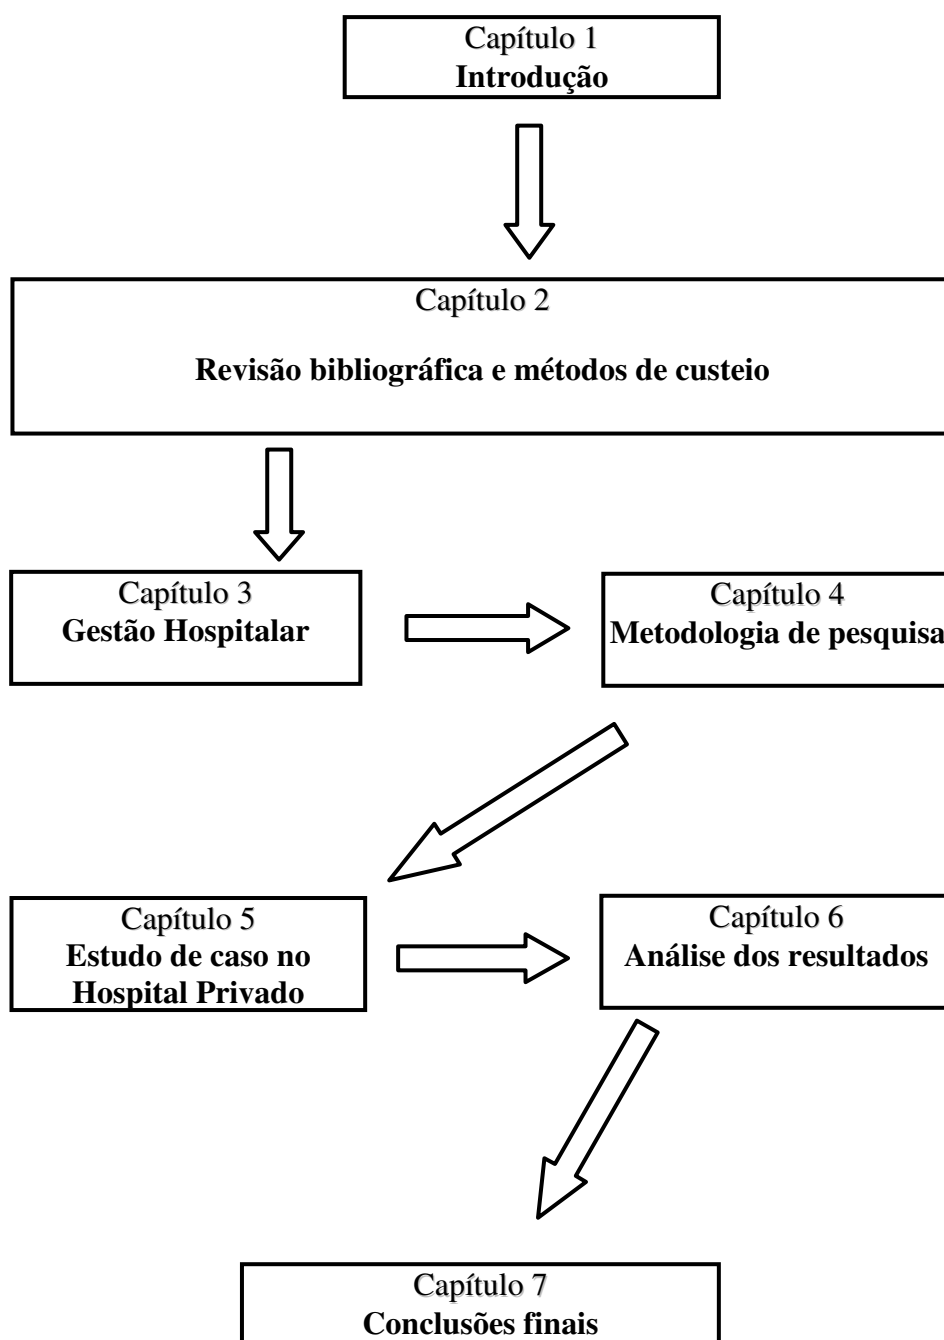 Capítulo 1
Introdução
Capítulo 2
Revisão bibliográfica e métodos de custeio
Capítulo 3
Gestão Hospitalar
Capítulo 4
Metodologia de pesquisa
Capítulo 5
Estudo de caso no
Hospital Privado
Capítulo 6
Análise dos resultados
Capítulo 7
Conclusões finais